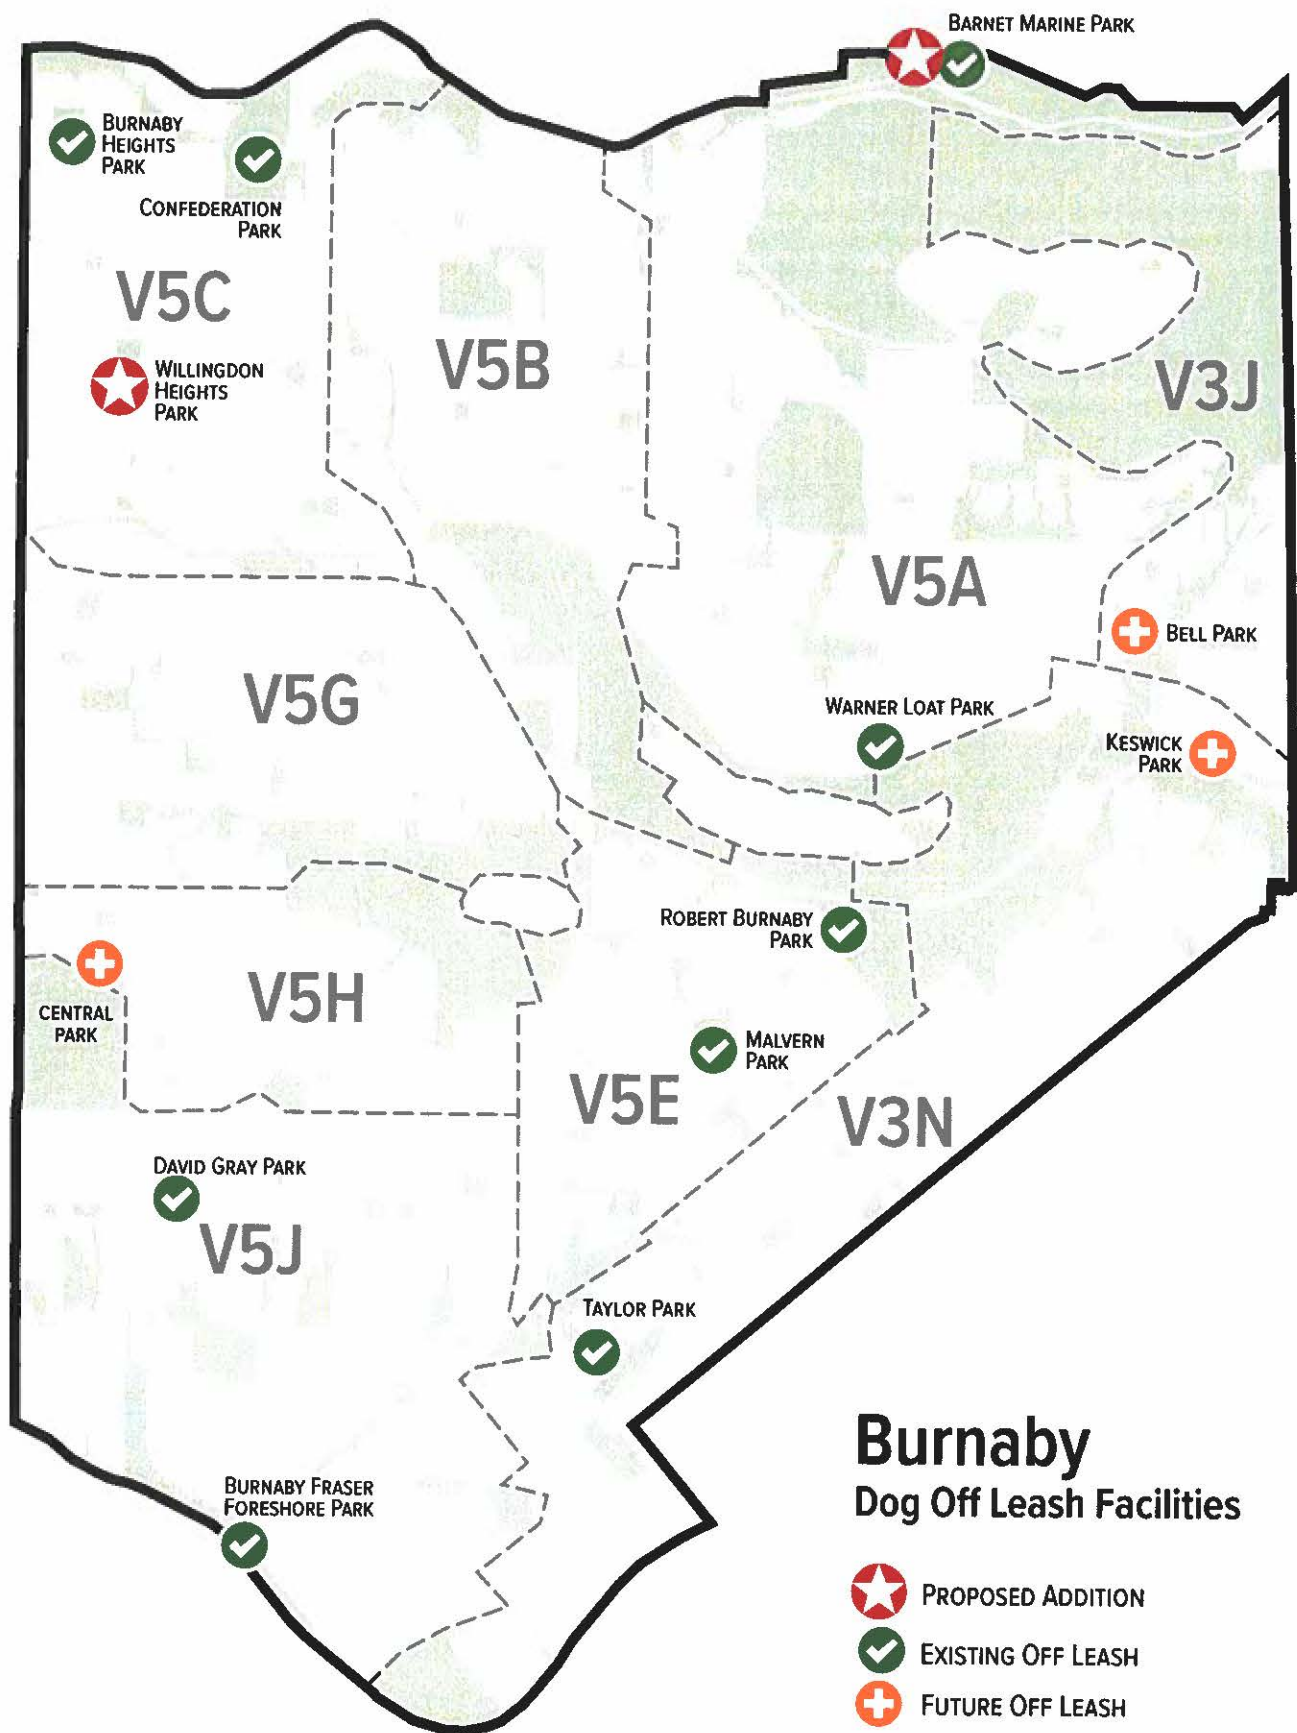 BARNET MARINE PARK
BURNABY
HEIGHTS
PARK
CONFEDERATION
PARK
V5C
V5B
WILLINGDON
HEIGHTS
PARK
V3J
V5A
BELL PARK
V5G
WARNER LOAT PARK
KESWICK
PARK
ROBERT BURNABY
PARK
V5H
CENTRAL
PARK
MALVERN
PARK
V5E
V3N
DAVID GRAY PARK
V5J
TAYLOR PARK
BURNABY FRASER
FORESHORE PARK
Burnaby
Dog Off Leash Facilities
PROPOSED ADDITION
EXISTING OFF LEASH
FUTURE OFF LEASH